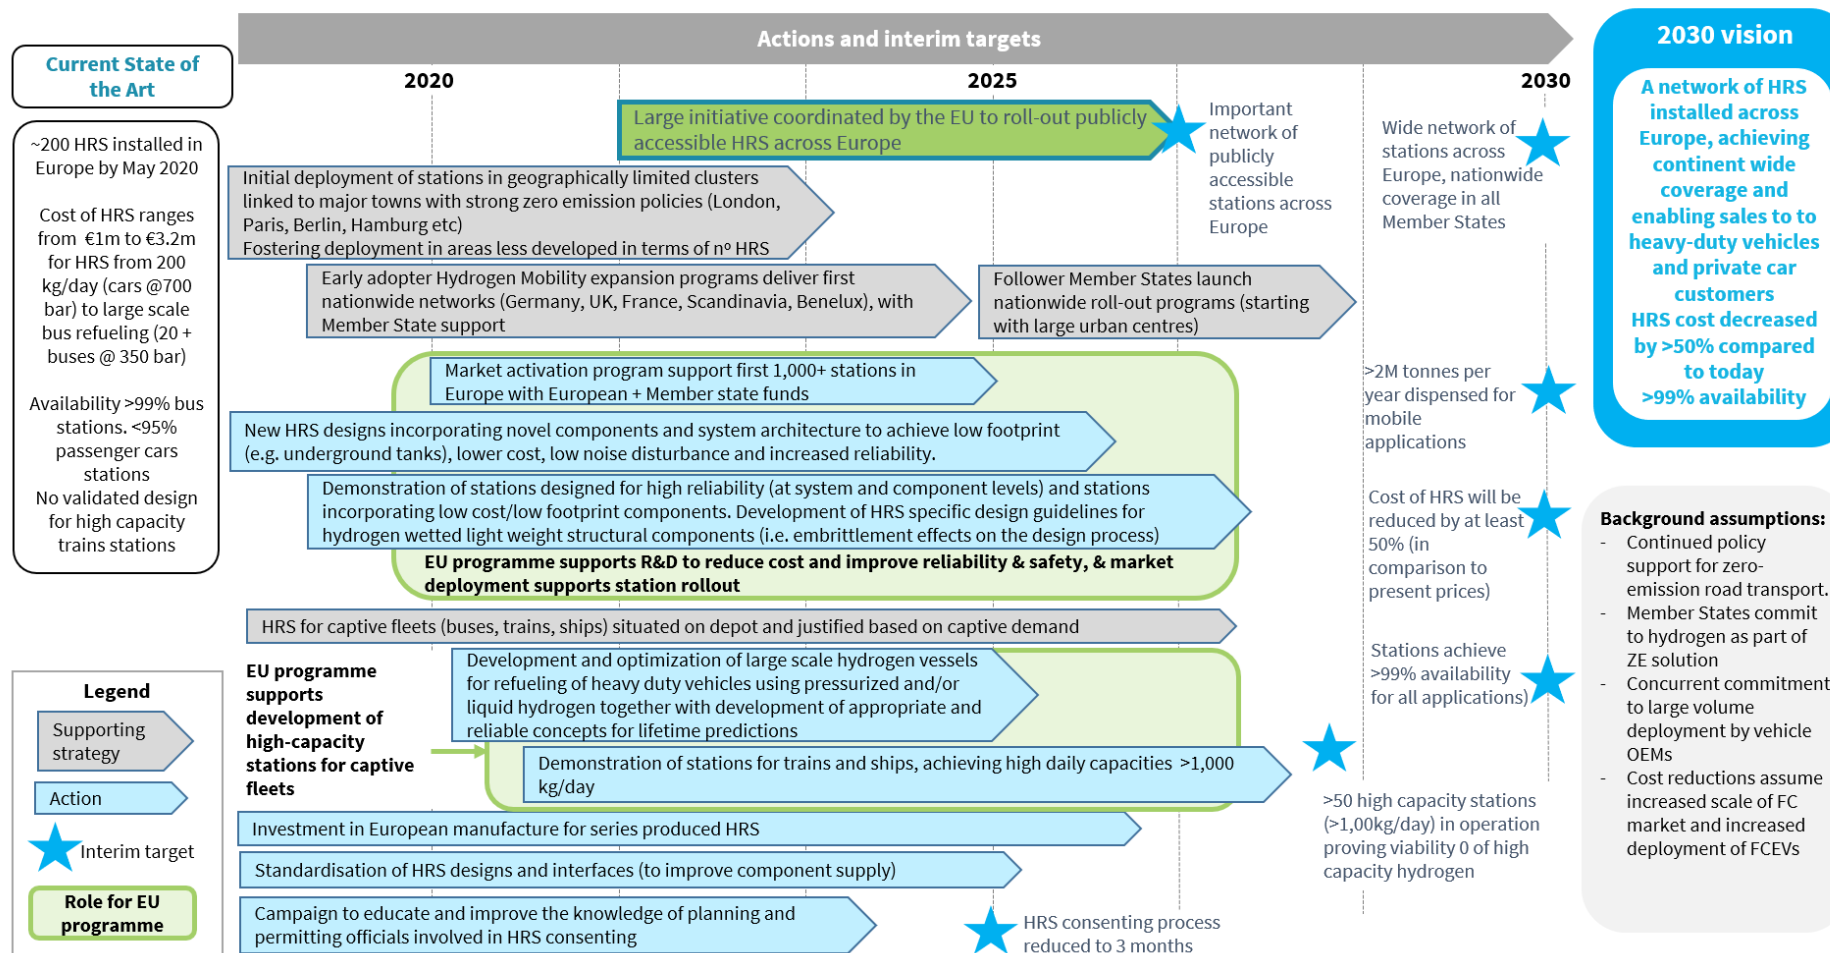 Actions and interim targets
2020
2025
2030
Current State of
the Art
~200 HRS installed in
Europe by May 2020
Cost of HRS ranges
from €1m to €3.2m
for HRS from 200
kg/day (cars @700
bar) to large scale
bus refueling (20 +
buses @ 350 bar)
Availability >99% bus
stations. <95%
passenger cars
stations
No validated design
for high capacity
trains stations
Legend
Supporting
strategy
Action
Interim target
Role for EU
programme
Large initiative coordinated by the EU to roll-out publicly
accessible HRS across Europe
Important
network of
publicly
accessible
stations across
Europe
Wide network of
stations across
Europe, nationwide
coverage in all
Member States
Initial deployment of stations in geographically limited clusters
linked to major towns with strong zero emission policies (London,
Paris, Berlin, Hamburg etc)
Fostering deployment in areas less developed in terms of nº HRS
Early adopter Hydrogen Mobility expansion programs deliver first
nationwide networks (Germany, UK, France, Scandinavia, Benelux), with
Member State support
Follower Member States launch
nationwide roll-out programs (starting
with large urban centres)
Market activation program support first 1,000+ stations in
Europe with European + Member state funds
>2M tonnes per
year dispensed for
mobile
applications
New HRS designs incorporating novel components and system architecture to achieve low footprint
(e.g. underground tanks), lower cost, low noise disturbance and increased reliability.
Demonstration of stations designed for high reliability (at system and component levels) and stations
incorporating low cost/low footprint components. Development of HRS specific design guidelines for
hydrogen wetted light weight structural components (i.e. embrittlement effects on the design process)
Cost of HRS will be
reduced by at least
50% (in
comparison to
present prices)
EU programme supports R&D to reduce cost and improve reliability & safety, & market
deployment supports station rollout
HRS for captive fleets (buses, trains, ships) situated on depot and justified based on captive demand
EU programme
supports
development of
high-capacity
stations for captive
fleets
Development and optimization of large scale hydrogen vessels
for refueling of heavy duty vehicles using pressurized and/or
liquid hydrogen together with development of appropriate and
reliable concepts for lifetime predictions
Stations achieve
>99% availability
for all applications)
Demonstration of stations for trains and ships, achieving high daily capacities >1,000
kg/day
>50 high capacity stations
(>1,00kg/day) in operation
proving viability 0 of high
capacity hydrogen
Investment in European manufacture for series produced HRS
Standardisation of HRS designs and interfaces (to improve component supply)
Campaign to educate and improve the knowledge of planning and
permitting officials involved in HRS consenting
HRS consenting process
reduced to 3 months
2030 vision
A network of HRS
installed across
Europe, achieving
continent wide
coverage and
enabling sales to to
heavy-duty vehicles
and private car
customers
HRS cost decreased
by >50% compared
to today
>99% availability
Background assumptions:
- Continued policy
support for zero-
emission road transport.
- Member States commit
to hydrogen as part of
ZE solution
- Concurrent commitment
to large volume
deployment by vehicle
OEMs
- Cost reductions assume
increased scale of FC
market and increased
deployment of FCEVs